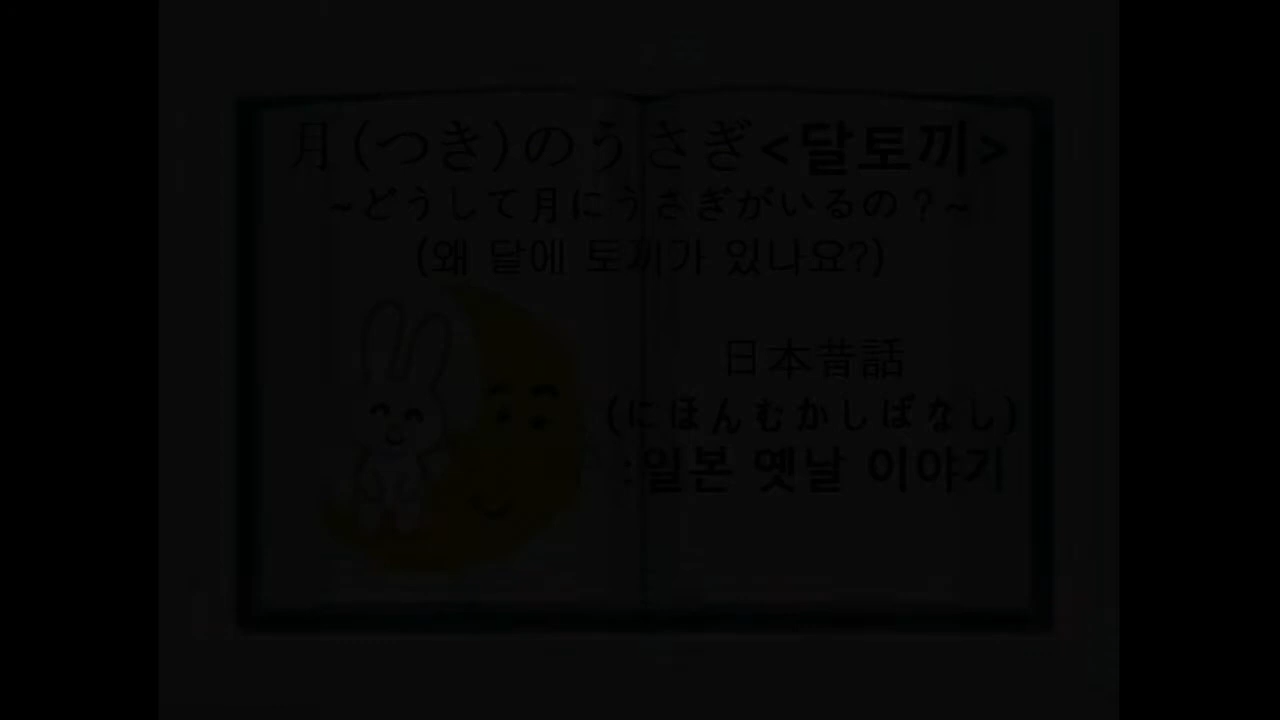 月(つき)のうさぎ<달토끼>
~どうして月にうさぎがいるの?~
(왜 달에 토끼가 있나요?)
日本昔話
(にほんむかしばなし)
:일본 옛날 이야기